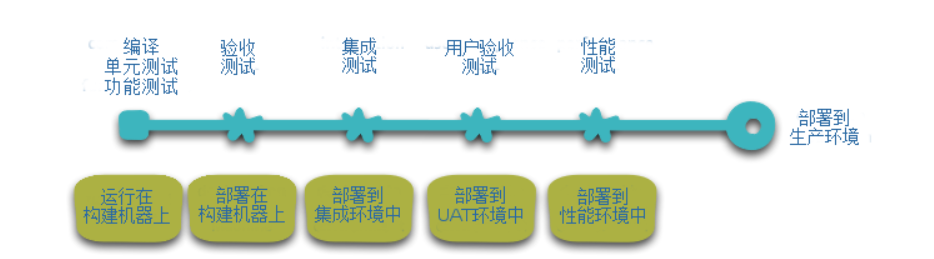 编译
单元测试
功能测试
验收
测试
集成
测试
用户验收
测试
性能
测试
部署到
生产环境
运行在
构建机器上
部署在
构建机器上
部署到
集成环境中
部署到
UAT环境中
部署到
性能环境中